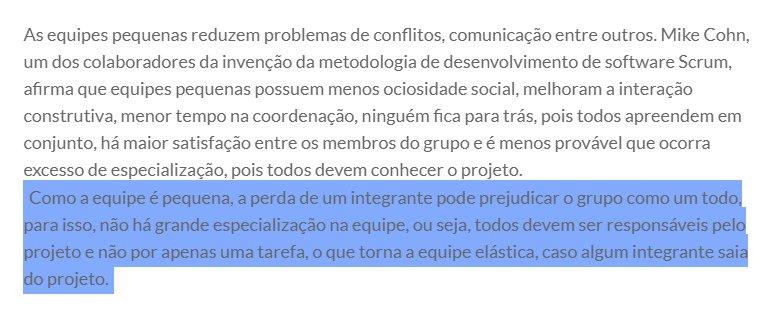 As equipes pequenas reduzem problemas de conflitos, comunicação entre outros. Mike Cohn,
um dos colaboradores da invenção da metodologia de desenvolvimento de software Scrum,
afirma que equipes pequenas possuem menos ociosidade social, melhoram a interação
construtiva, menor tempo na coordenação, ninguém fica para trás, pois todos apreendem em
conjunto, há maior satisfação entre os membros do grupo e é menos provável que ocorra
excesso de especialização, pois todos devem conhecer o projeto.
Como a equipe é pequena, a perda de um integrante pode prejudicar o grupo como um todo,
para isso, não há grande especialização na equipe, ou seja, todos devem ser responsáveis pelo
projeto e não por apenas uma tarefa, o que torna a equipe elástica, caso algum integrante saia
do projeto.